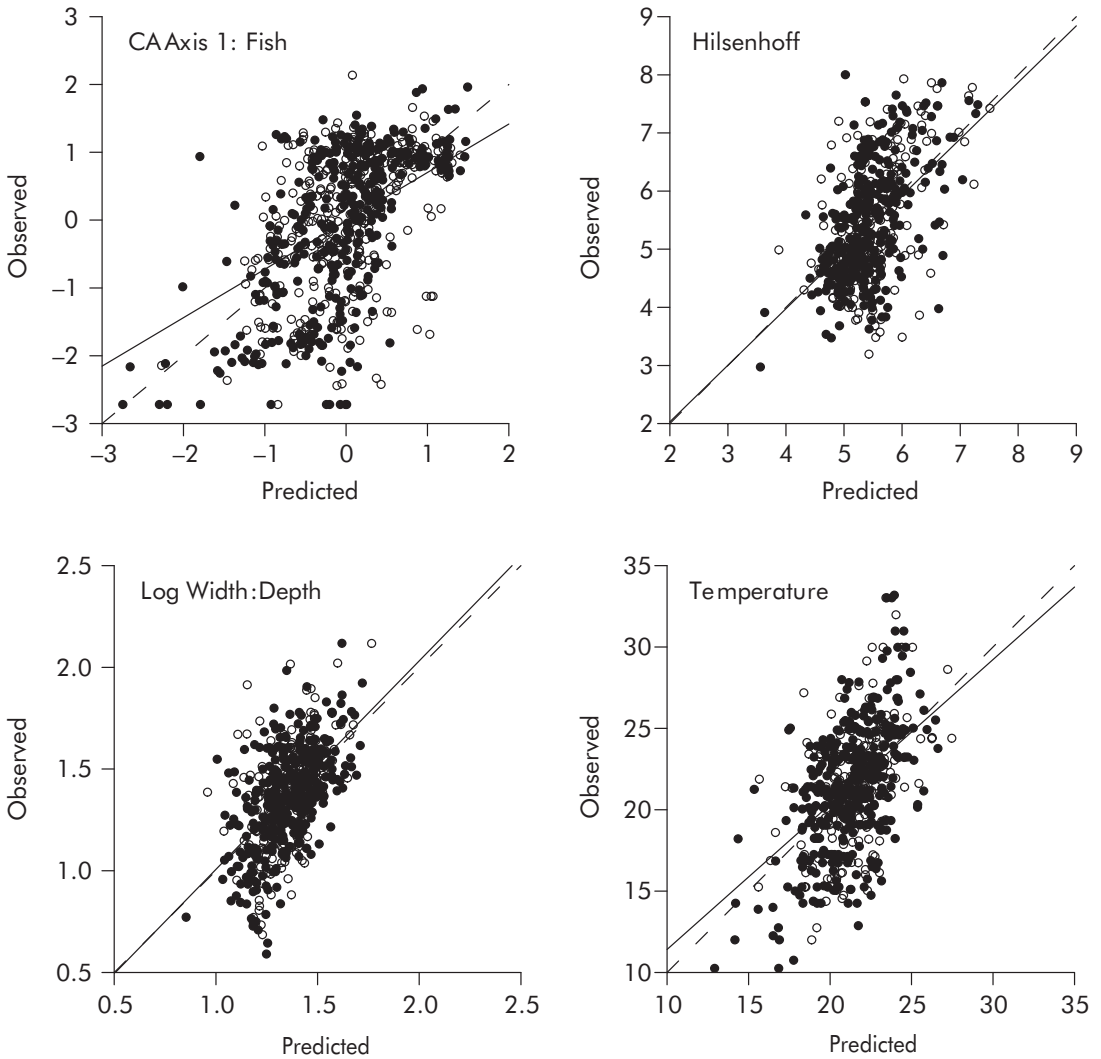 CA Axis 1: Fish
Observed
3
2
1
0
−1
−2
−3
−3 −2 −1 0 1 2
Predicted
Hilsenhoff
Observed
9
8
7
6
5
4
3
2
2 3 4 5 6 7 8 9
Predicted
Log Width:Depth
Observed
2.5
2.0
1.5
1.0
0.5
0.5 1.0 1.5 2.0 2.5
Predicted
Temperature
Observed
35
30
25
20
15
10
10 15 20 25 30 35
Predicted